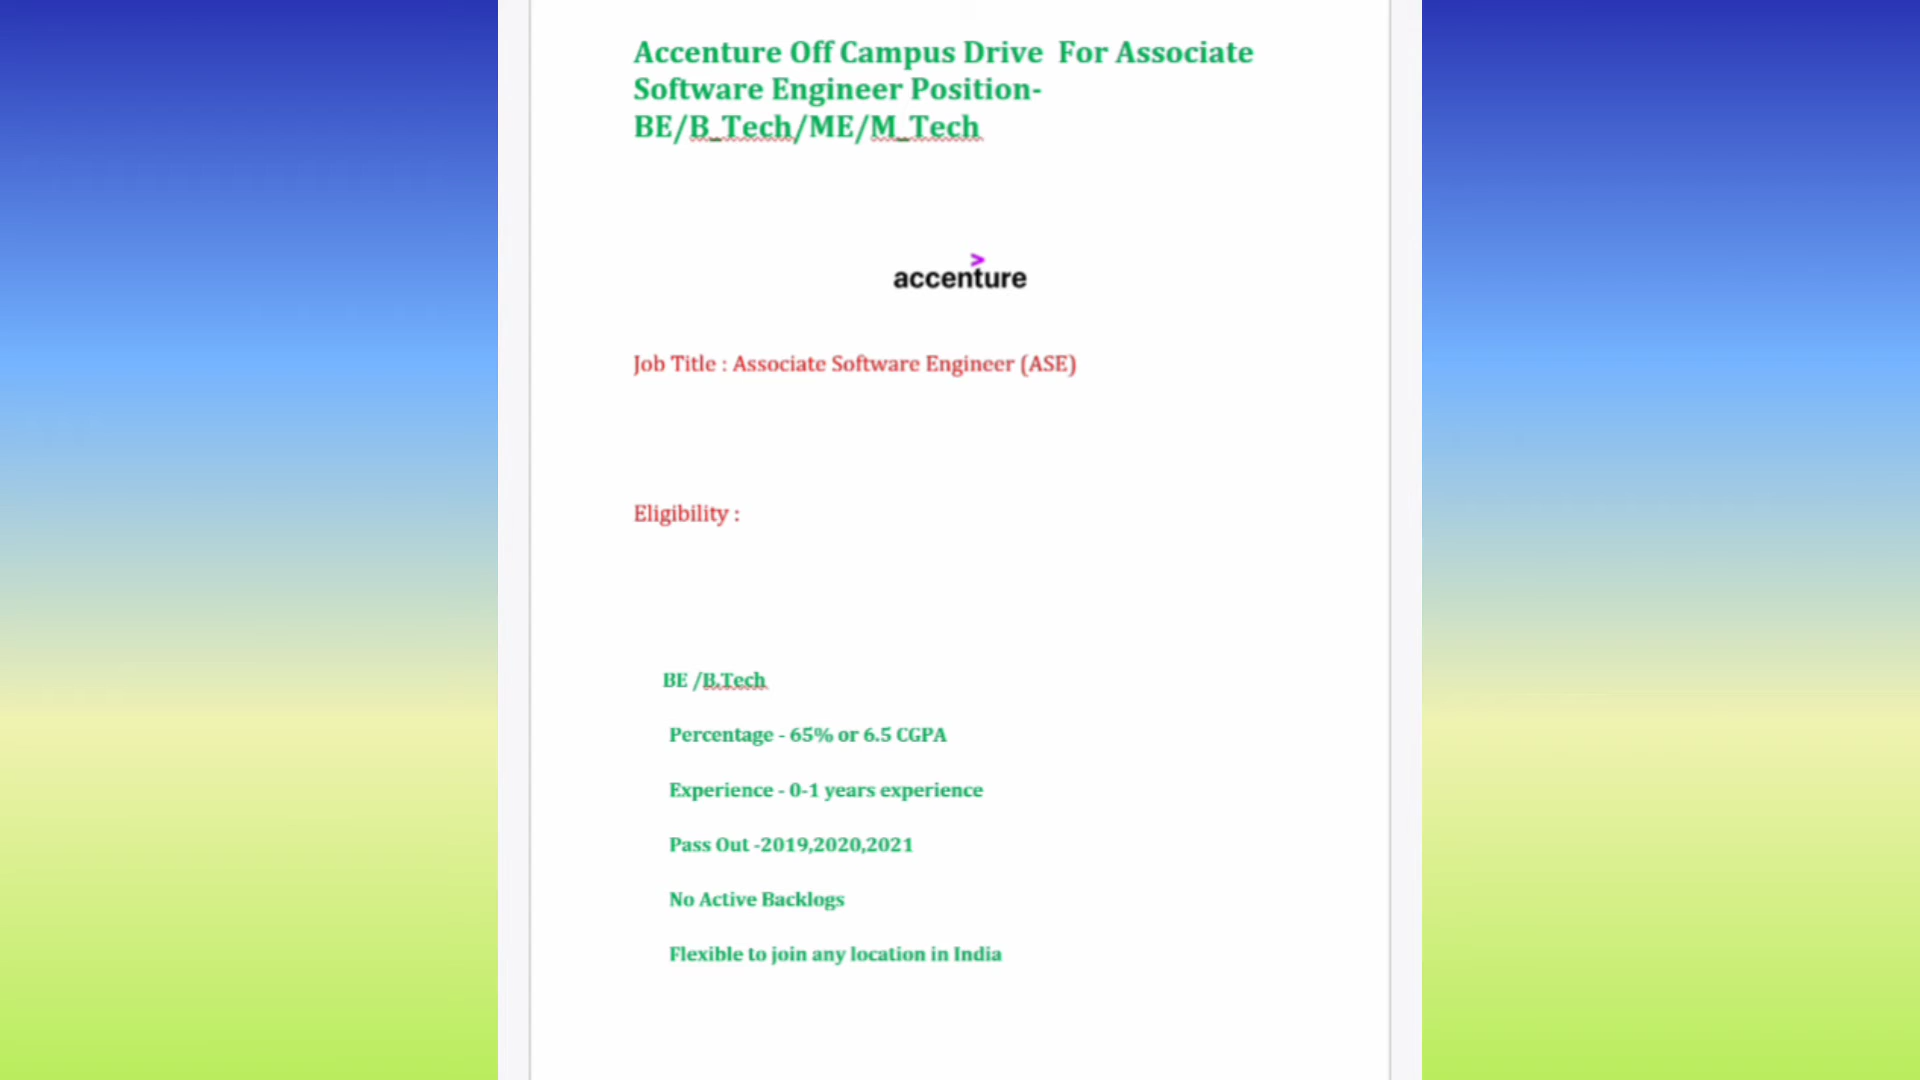 Accenture Off Campus Drive  For Associate
Software Engineer Position-
BE/B_Tech/ME/M_Tech
>
accenture
Job Title : Associate Software Engineer (ASE)
Eligibility :
BE /B.Tech
Percentage - 65% or 6.5 CGPA
Experience - 0-1 years experience
Pass Out -2019,2020,2021
No Active Backlogs
Flexible to join any location in India